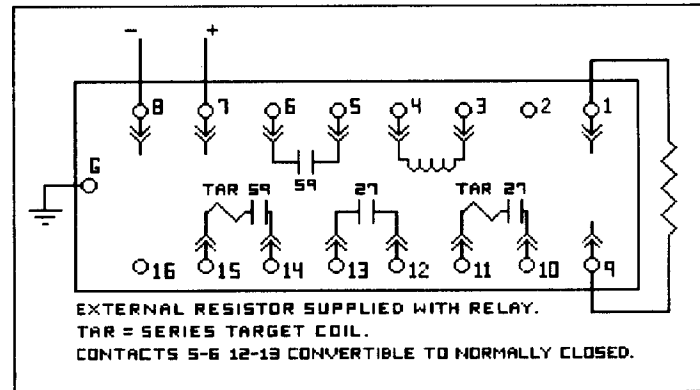 - +
8 7 6 5 4 3 2 1
59
G
TAR 59 27 TAR 27
16 15 14 13 12 11 10 9
EXTERNAL RESISTOR SUPPLIED WITH RELAY.
TAR = SERIES TARGET COIL.
CONTACTS 5-6 12-13 CONVERTIBLE TO NORMALLY CLOSED.